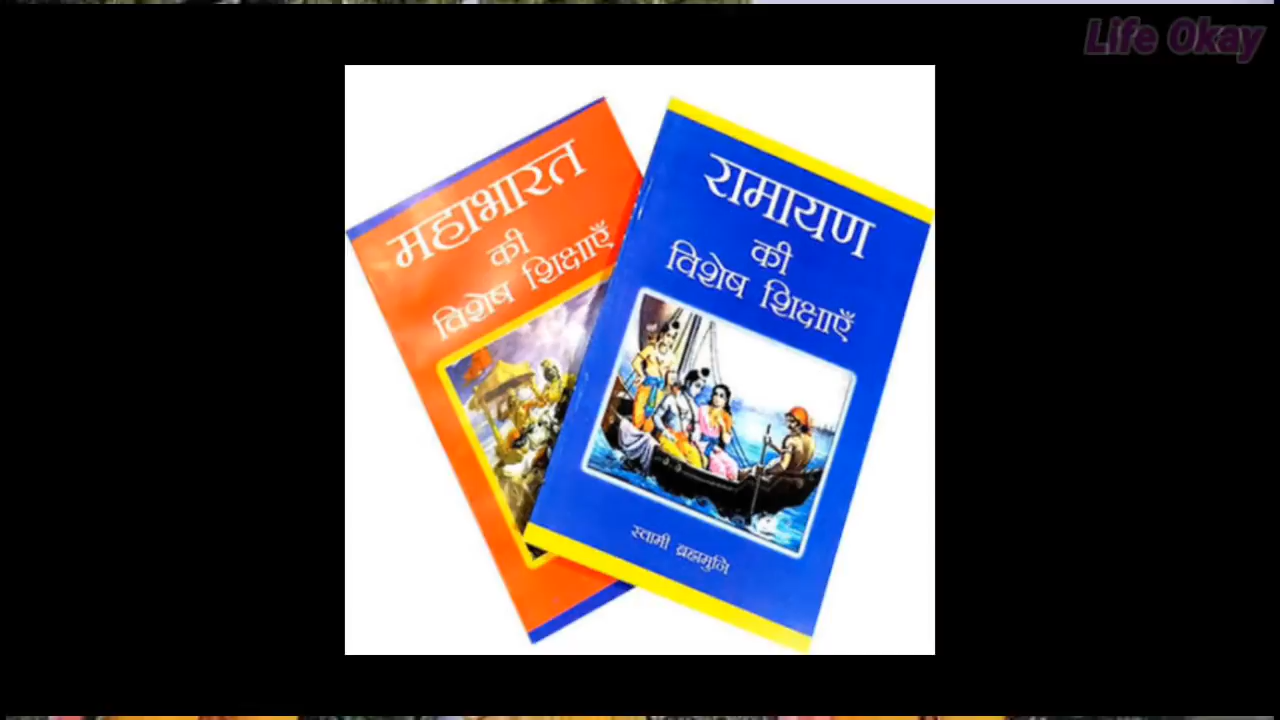 Life Okay
महाभारत
की
विशेष शिक्षाएँ
रामायण
की
विशेष शिक्षाएँ
स्वामी ब्रह्ममुनि